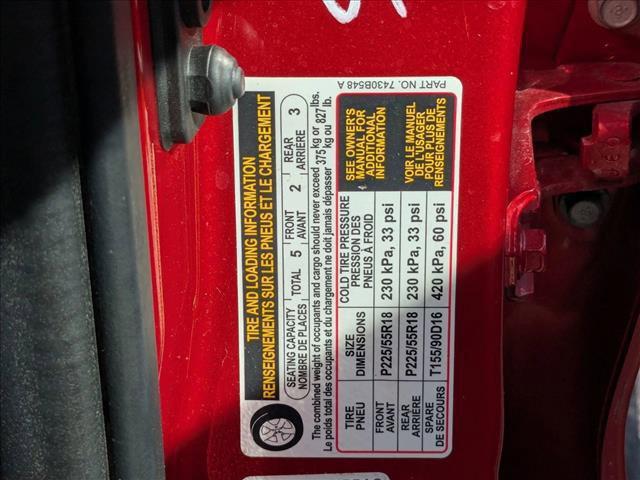 TIRE AND LOADING INFORMATION
RENSEIGNEMENTS SUR LES PNEUS ET LE CHARGEMENT
SEATING CAPACITY TOTAL 5 FRONT 2 REAR 3
NOMBRE DE PLACES AVANT ARRIÈRE
The combined weight of occupants and cargo should never exceed 375 kg or 827 lbs.
Le poids total des occupants et du chargement ne doit jamais dépasser 375 kg ou 827 lb.
TIRE
PNEU
SIZE
DIMENSIONS
COLD TIRE PRESSURE
PRESSION DES
PNEUS À FROID
FRONT
AVANT
P225/55R18
230 kPa, 33 psi
REAR
ARRIÈRE
P225/55R18
230 kPa, 33 psi
SPARE
DE SECOURS
T155/90D16
420 kPa, 60 psi
SEE OWNER'S
MANUAL FOR
ADDITIONAL
INFORMATION
VOIR LE MANUEL
DE L'USAGER
POUR PLUS DE
RENSEIGNEMENTS
PART NO. 7430B548 A